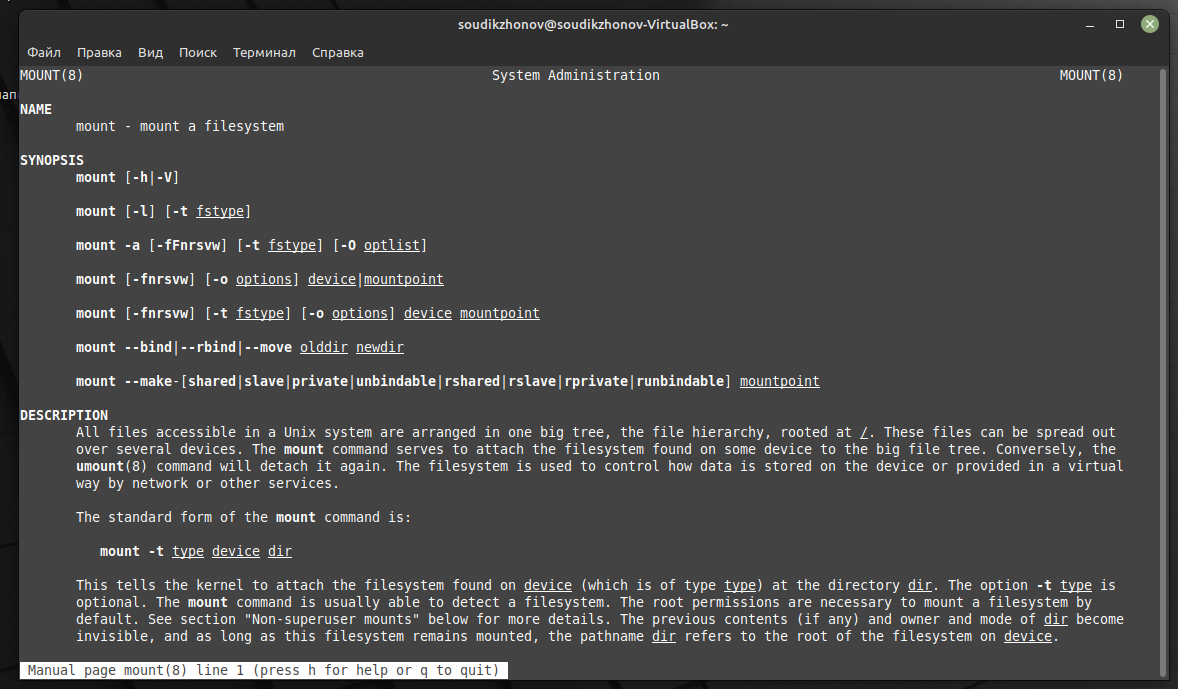 soudikzhonov@soudikzhonov-VirtualBox: ~
Файл Правка Вид Поиск Терминал Справка
MOUNT(8) System Administration MOUNT(8)
NAME
mount - mount a filesystem
SYNOPSIS
mount [-h|-V]
mount [-l] [-t fstype]
mount -a [-fFnrsvw] [-t fstype] [-O optlist]
mount [-fnrsvw] [-o options] device|mountpoint
mount [-fnrsvw] [-t fstype] [-o options] device mountpoint
mount --bind|--rbind|--move olddir newdir
mount --make-[shared|slave|private|unbindable|rshared|rslave|rprivate|runbindable] mountpoint
DESCRIPTION
All files accessible in a Unix system are arranged in one big tree, the file hierarchy, rooted at /. These files can be spread out
over several devices. The mount command serves to attach the filesystem found on some device to the big file tree. Conversely, the
umount(8) command will detach it again. The filesystem is used to control how data is stored on the device or provided in a virtual
way by network or other services.
The standard form of the mount command is:
mount -t type device dir
This tells the kernel to attach the filesystem found on device (which is of type type) at the directory dir. The option -t type is
optional. The mount command is usually able to detect a filesystem. The root permissions are necessary to mount a filesystem by
default. See section "Non-superuser mounts" below for more details. The previous contents (if any) and owner and mode of dir become
invisible, and as long as this filesystem remains mounted, the pathname dir refers to the root of the filesystem on device.
Manual page mount(8) line 1 (press h for help or q to quit)